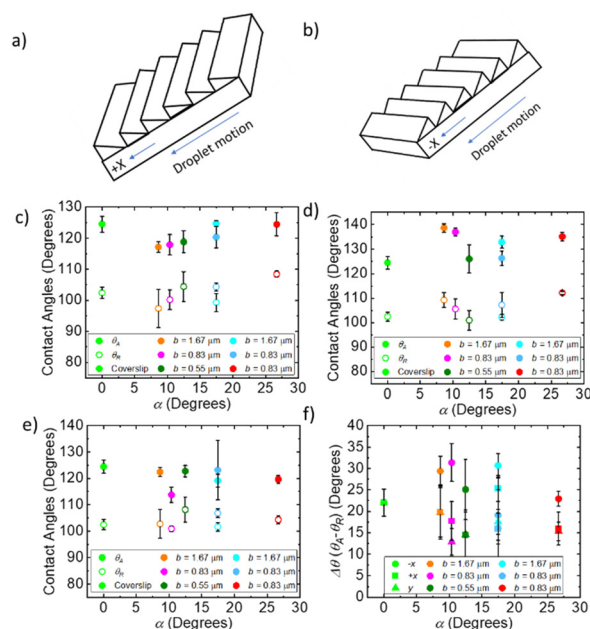 a)
+X
Droplet motion
b)
-X
Droplet motion
c)
Contact Angles (Degrees)
130
120
110
100
90
80
0 5 10 15 20 25 30
α (Degrees)
θA b = 1.67 μm b = 1.67 μm
θR b = 0.83 μm b = 0.83 μm
Coverslip b = 0.55 μm b = 0.83 μm
d)
Contact Angles (Degrees)
140
130
120
110
100
90
80
0 5 10 15 20 25 30
α (Degrees)
θA b = 1.67 μm b = 1.67 μm
θR b = 0.83 μm b = 0.83 μm
Coverslip b = 0.55 μm b = 0.83 μm
e)
Contact Angles (Degrees)
140
130
120
110
100
90
80
0 5 10 15 20 25 30
α (Degrees)
θA b = 1.67 μm b = 1.67 μm
θR b = 0.83 μm b = 0.83 μm
Coverslip b = 0.55 μm b = 0.83 μm
f)
Δθ (θA-θR) (Degrees)
40
35
30
25
20
15
10
5
0
0 5 10 15 20 25 30
α (Degrees)
-x b = 1.67 μm b = 1.67 μm
+x b = 0.83 μm b = 0.83 μm
y b = 0.55 μm b = 0.83 μm